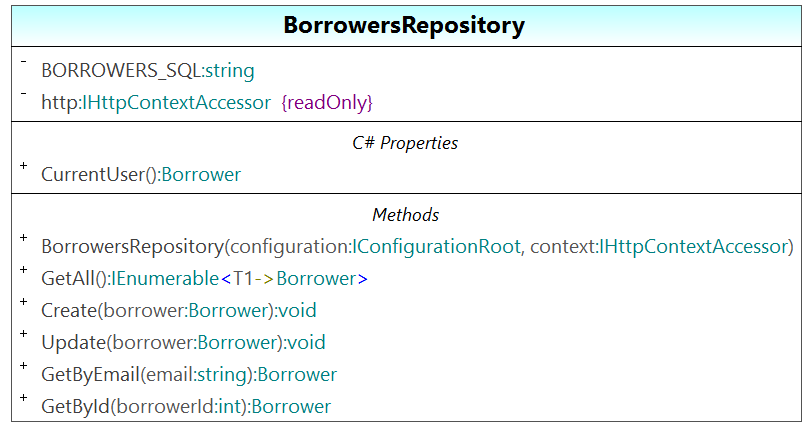 BorrowersRepository
- BORROWERS_SQL:string
- http:IHttpContextAccessor {readOnly}
C# Properties
+ CurrentUser():Borrower
Methods
+ BorrowersRepository(configuration:IConfigurationRoot, context:IHttpContextAccessor)
+ GetAll():IEnumerable<T1->Borrower>
+ Create(borrower:Borrower):void
+ Update(borrower:Borrower):void
+ GetByEmail(email:string):Borrower
+ GetById(borrowerId:int):Borrower